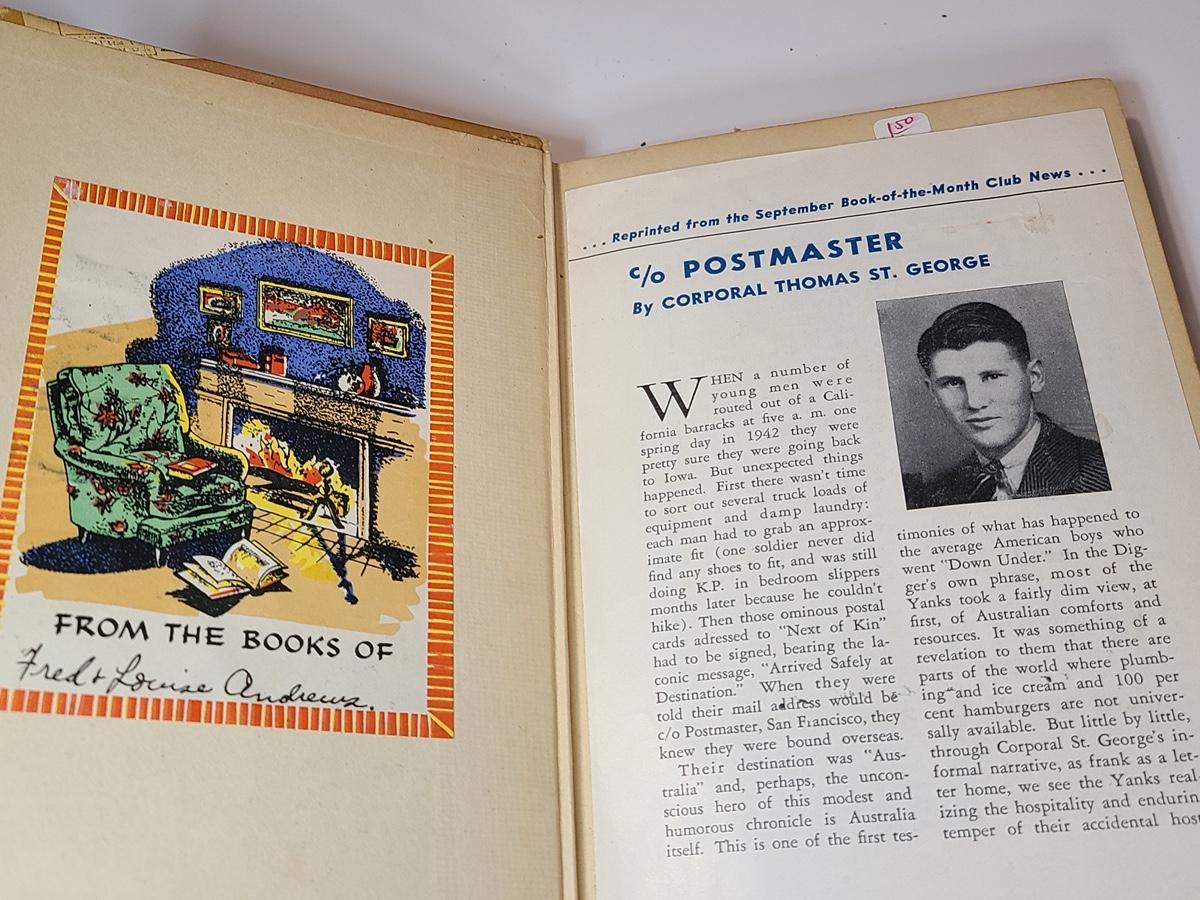 FROM THE BOOKS OF
Fred & Louise Andrews.
1.50
... Reprinted from the September Book-of-the-Month Club News ...
c/o POSTMASTER
By CORPORAL THOMAS ST. GEORGE
WHEN a number of
young men were
routed out of a Cali-
fornia barracks at five a. m. one
spring day in 1942 they were
pretty sure they were going back
to Iowa. But unexpected things
happened. First there wasn't time
to sort out several truck loads of
equipment and damp laundry:
each man had to grab an approx-
imate fit (one soldier never did
find any shoes to fit, and was still
doing K.P. in bedroom slippers
months later because he couldn't
hike). Then those ominous postal
cards adressed to "Next of Kin"
had to be signed, bearing the la-
conic message, "Arrived Safely at
Destination." When they were
told their mail address would be
c/o Postmaster, San Francisco, they
knew they were bound overseas.
Their destination was "Aus-
tralia" and, perhaps, the uncon-
scious hero of this modest and
humorous chronicle is Australia
itself. This is one of the first tes-
timonies of what has happened to
the average American boys who
went "Down Under." In the Dig-
ger's own phrase, most of the
Yanks took a fairly dim view, at
first, of Australian comforts and
resources. It was something of a
revelation to them that there are
parts of the world where plumb-
ing and ice cream and 100 per
cent hamburgers are not univer-
sally available. But little by little,
through Corporal St. George's in-
formal narrative, as frank as a let-
ter home, we see the Yanks real-
izing the hospitality and endurin
temper of their accidental host